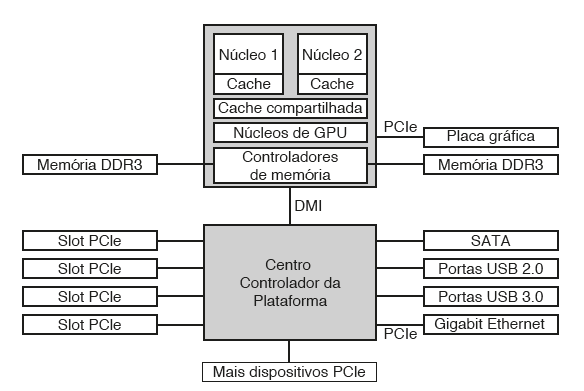 Núcleo 1
Núcleo 2
Cache
Cache
Cache compartilhada
Núcleos de GPU
PCIe
Placa gráfica
Memória DDR3
Controladores
de memória
Memória DDR3
DMI
Slot PCIe
Slot PCIe
Slot PCIe
Slot PCIe
Centro
Controlador da
Plataforma
SATA
Portas USB 2.0
Portas USB 3.0
Gigabit Ethernet
PCIe
Mais dispositivos PCIe